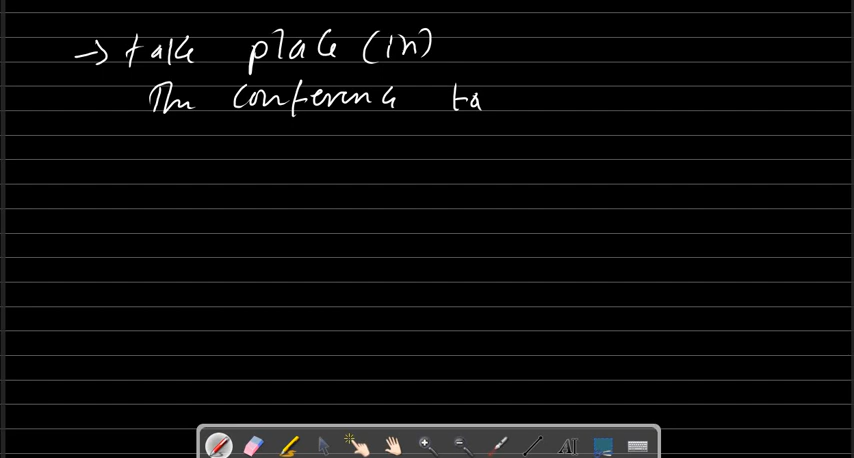 → take place (in)
The conference ta